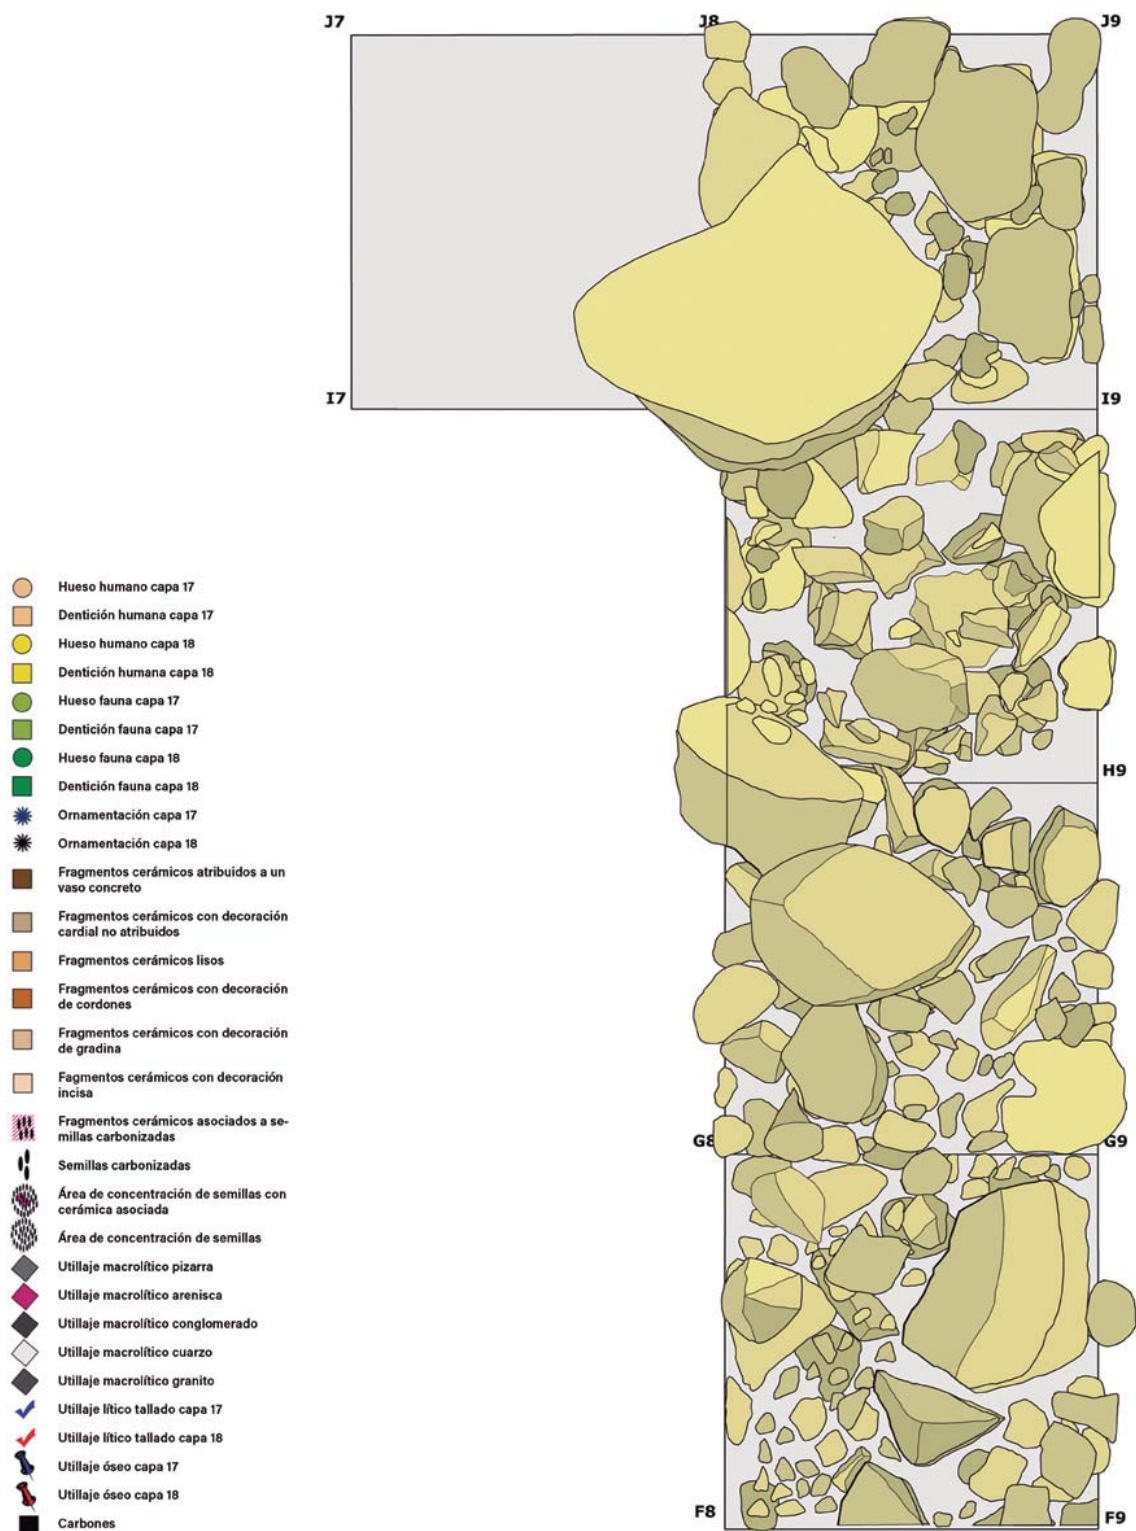 J7
J8
J9
I7
I9
H9
G8
G9
F8
F9
Hueso humano capa 17
Dentición humana capa 17
Hueso humano capa 18
Dentición humana capa 18
Hueso fauna capa 17
Dentición fauna capa 17
Hueso fauna capa 18
Dentición fauna capa 18
Ornamentación capa 17
Ornamentación capa 18
Fragmentos cerámicos atribuidos a un
vaso concreto
Fragmentos cerámicos con decoración
cardial no atribuidos
Fragmentos cerámicos lisos
Fragmentos cerámicos con decoración
de cordones
Fragmentos cerámicos con decoración
de gradina
Fagmentos cerámicos con decoración
incisa
Fragmentos cerámicos asociados a se-
millas carbonizadas
Semillas carbonizadas
Área de concentración de semillas con
cerámica asociada
Área de concentración de semillas
Utillaje macrolítico pizarra
Utillaje macrolítico arenisca
Utillaje macrolítico conglomerado
Utillaje macrolítico cuarzo
Utillaje macrolítico granito
Utillaje lítico tallado capa 17
Utillaje lítico tallado capa 18
Utillaje óseo capa 17
Utillaje óseo capa 18
Carbones